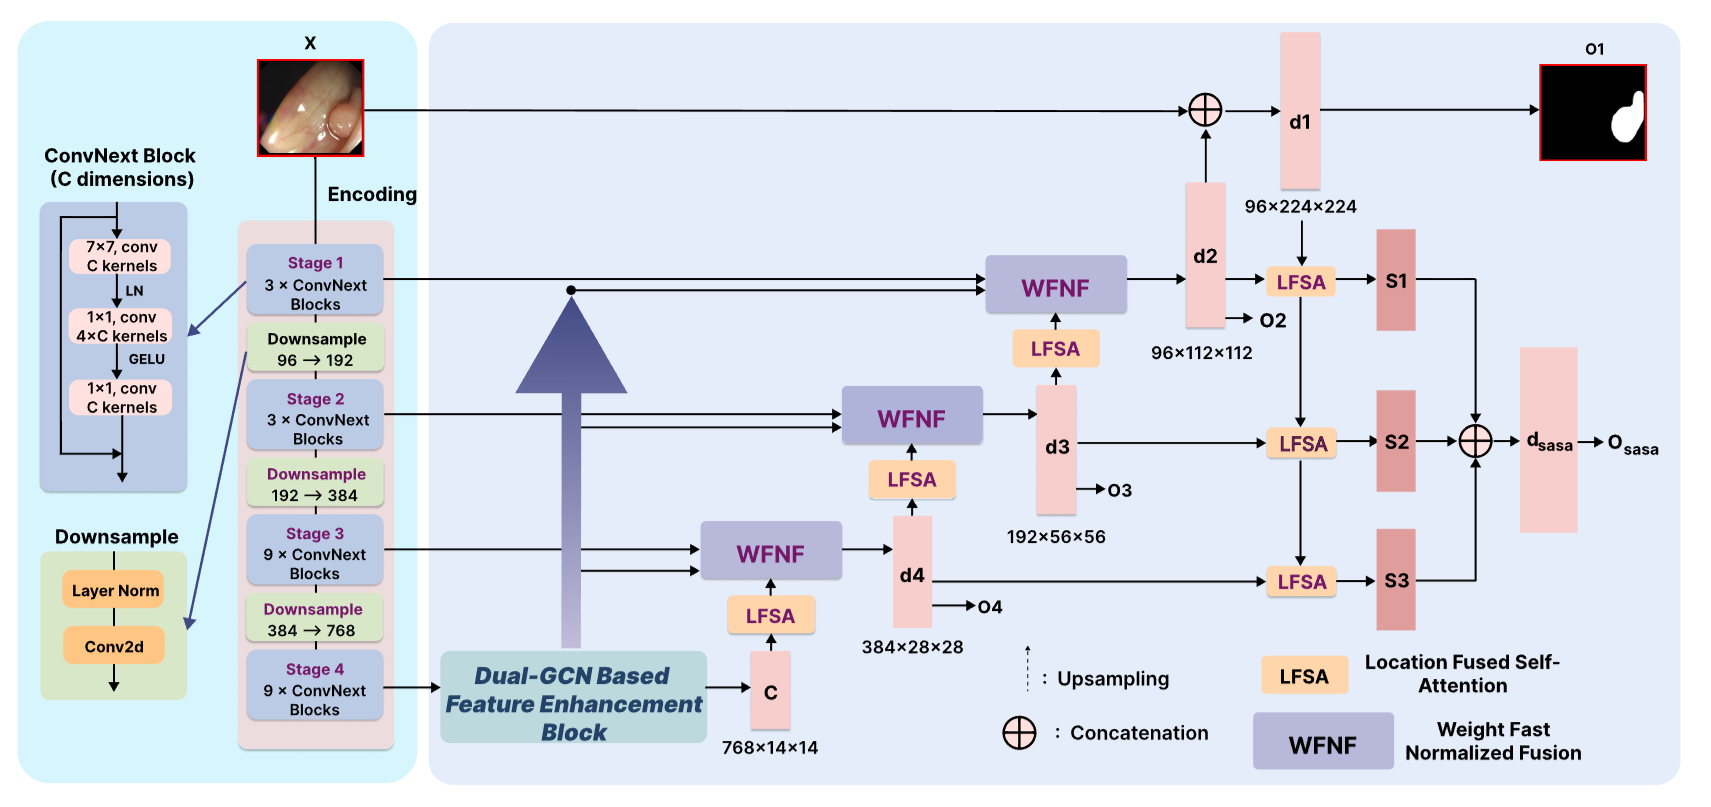 X
Encoding
ConvNext Block
(C dimensions)
7×7, conv
C kernels
LN
1×1, conv
4×C kernels
GELU
1×1, conv
C kernels
Downsample
Layer Norm
Conv2d
Stage 1
3 × ConvNext
Blocks
Downsample
96 → 192
Stage 2
3 × ConvNext
Blocks
Downsample
192 → 384
Stage 3
9 × ConvNext
Blocks
Downsample
384 → 768
Stage 4
9 × ConvNext
Blocks
Dual-GCN Based
Feature Enhancement
Block
C
768×14×14
LFSA
WFNF
d4
O4
384×28×28
LFSA
WFNF
d3
O3
192×56×56
LFSA
WFNF
d2
O2
96×112×112
d1
96×224×224
O1
LFSA
S1
LFSA
S2
LFSA
S3
dsasa
Osasa
: Upsampling
: Concatenation
LFSA
Location Fused Self-
Attention
WFNF
Weight Fast
Normalized Fusion